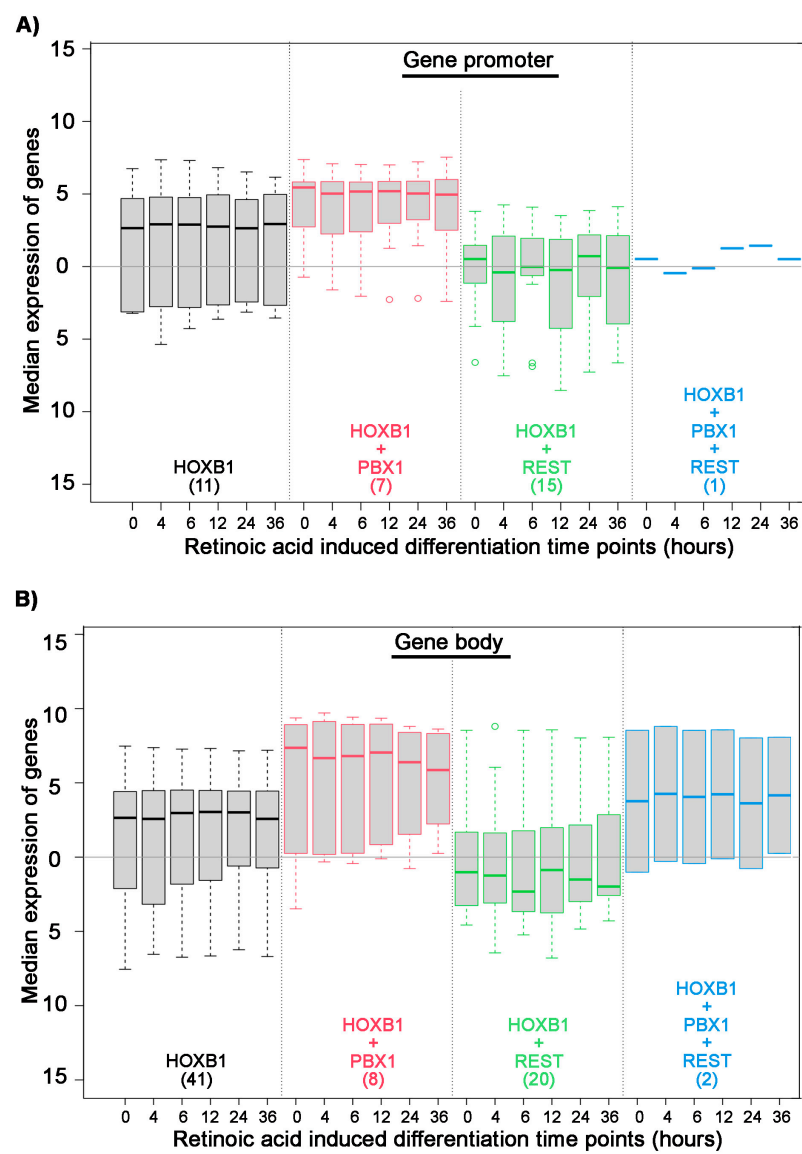 A)
Gene promoter
Median expression of genes
15
10
5
0
5
10
15
HOXB1
(11)
HOXB1
+
PBX1
(7)
HOXB1
+
REST
(15)
HOXB1
+
PBX1
+
REST
(1)
0 4 6 12 24 36 0 4 6 12 24 36 0 4 6 12 24 36 0 4 6 12 24 36
Retinoic acid induced differentiation time points (hours)
B)
Gene body
Median expression of genes
15
10
5
0
5
10
15
HOXB1
(41)
HOXB1
+
PBX1
(8)
HOXB1
+
REST
(20)
HOXB1
+
PBX1
+
REST
(2)
0 4 6 12 24 36 0 4 6 12 24 36 0 4 6 12 24 36 0 4 6 12 24 36
Retinoic acid induced differentiation time points (hours)